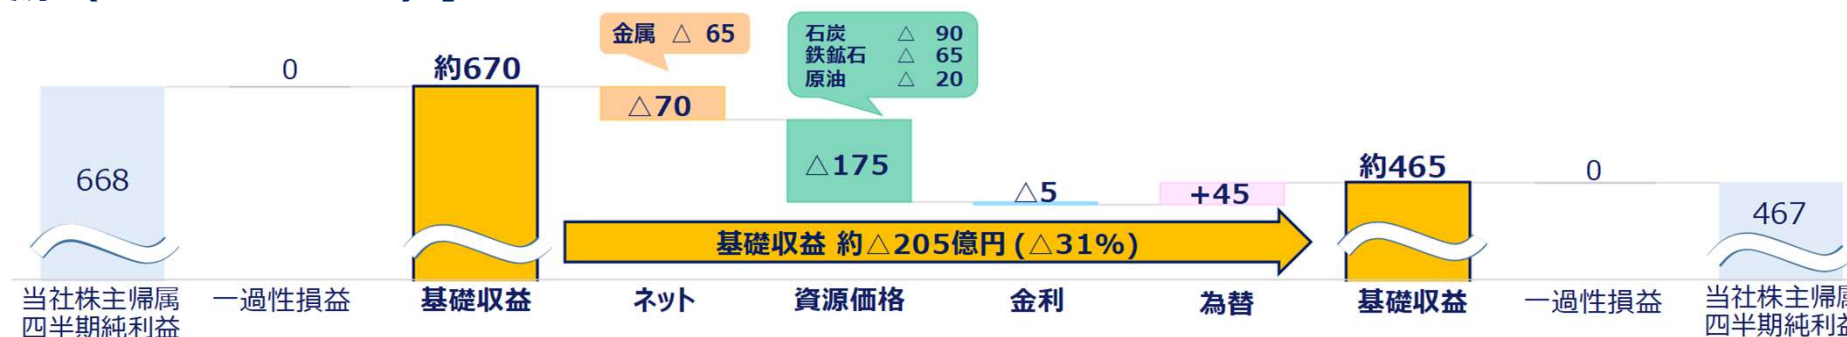 金属 △ 65
石炭 △ 90
鉄鉱石 △ 65
原油 △ 20
0
約670
△70
668
△175
△5
+45
約465
0
467
基礎収益 約△205億円 (△31%)
当社株主帰属
四半期純利益
一過性損益
基礎収益
ネット
資源価格
金利
為替
基礎収益
一過性損益
当社株主帰属
四半期純利益